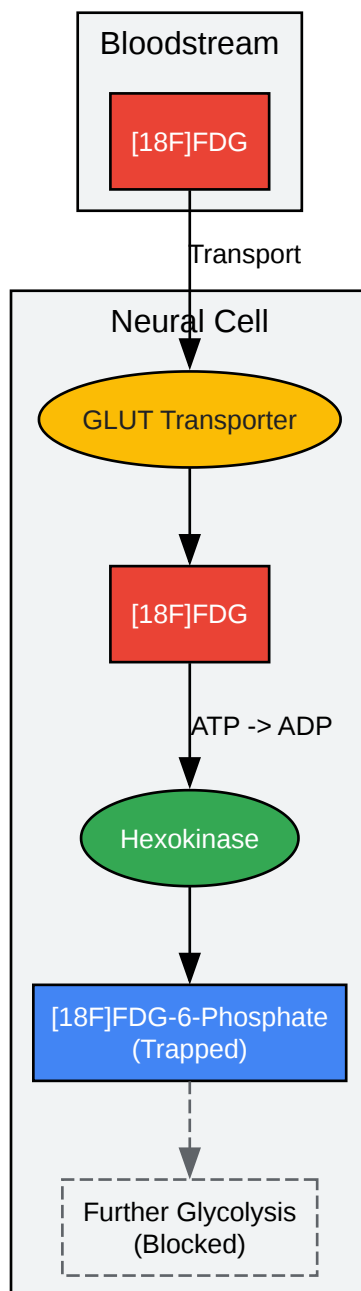 Bloodstream
[18F]FDG
Transport
Neural Cell
GLUT Transporter
[18F]FDG
ATP -> ADP
Hexokinase
[18F]FDG-6-Phosphate
(Trapped)
Further Glycolysis
(Blocked)